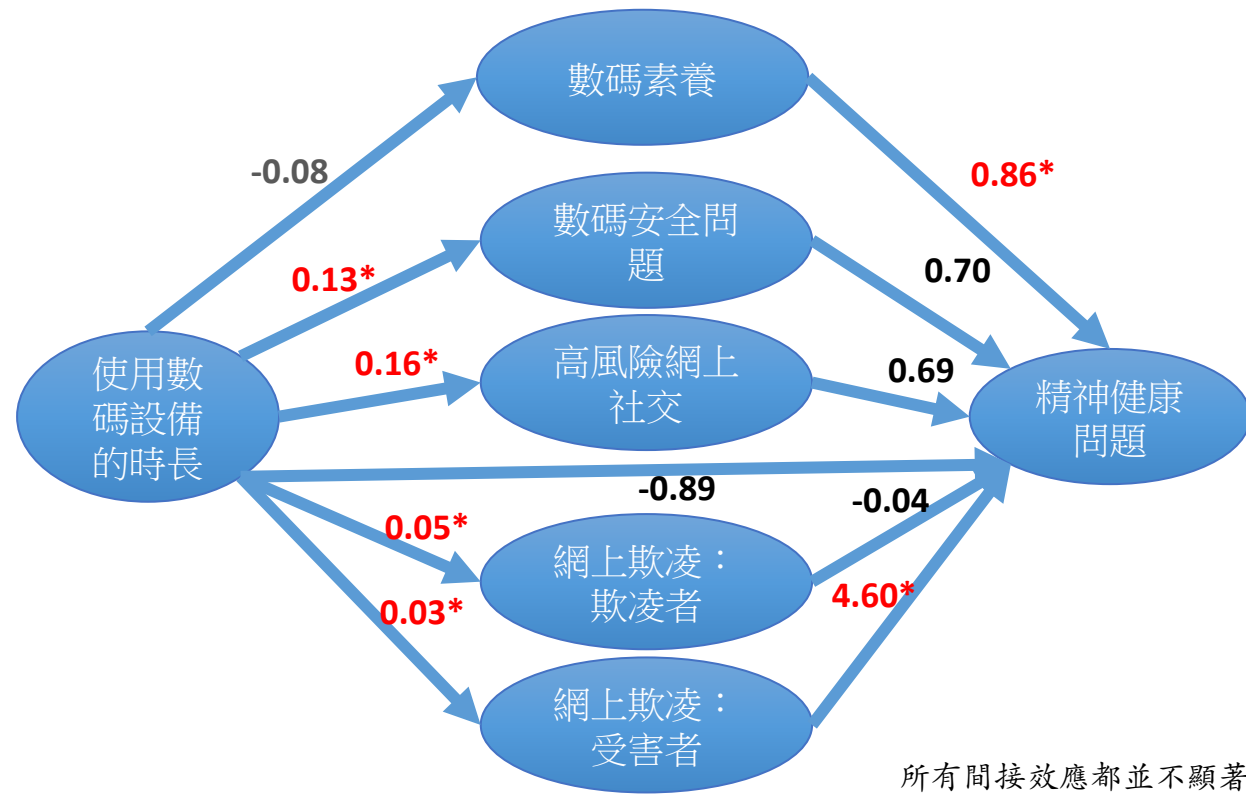 數碼素養
-0.08
0.86*
數碼安全問
題
0.13*
0.70
使用數
碼設備
的時長
0.16*
高風險網上
社交
0.69
精神健康
問題
-0.89
-0.04
0.05*
網上欺凌：
欺凌者
0.03*
4.60*
網上欺凌：
受害者
所有間接效應都並不顯著